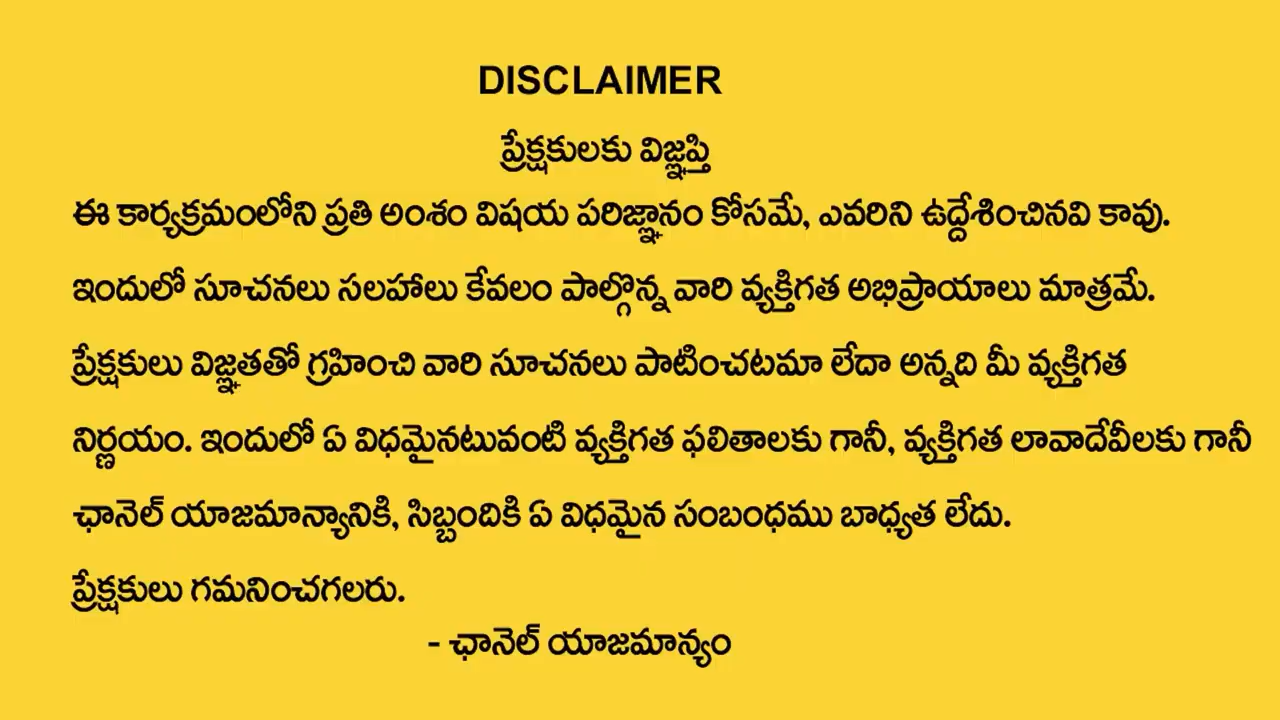 DISCLAIMER
ప్రేక్షకులకు విజ్ఞప్తి
ఈ కార్యక్రమంలోని ప్రతి అంశం విషయ పరిజ్ఞానం కోసమే, ఎవరిని ఉద్దేశించినవి కావు.
ఇందులో సూచనలు సలహాలు కేవలం పాల్గొన్న వారి వ్యక్తిగత అభిప్రాయాలు మాత్రమే.
ప్రేక్షకులు విజ్ఞతతో గ్రహించి వారి సూచనలు పాటించటమా లేదా అన్నది మీ వ్యక్తిగత
నిర్ణయం. ఇందులో ఏ విధమైనటువంటి వ్యక్తిగత ఫలితాలకు గానీ, వ్యక్తిగత లావాదేవీలకు గానీ
ఛానెల్ యాజమాన్యానికి, సిబ్బందికి ఏ విధమైన సంబంధము బాధ్యత లేదు.
ప్రేక్షకులు గమనించగలరు.
- ఛానెల్ యాజమాన్యం